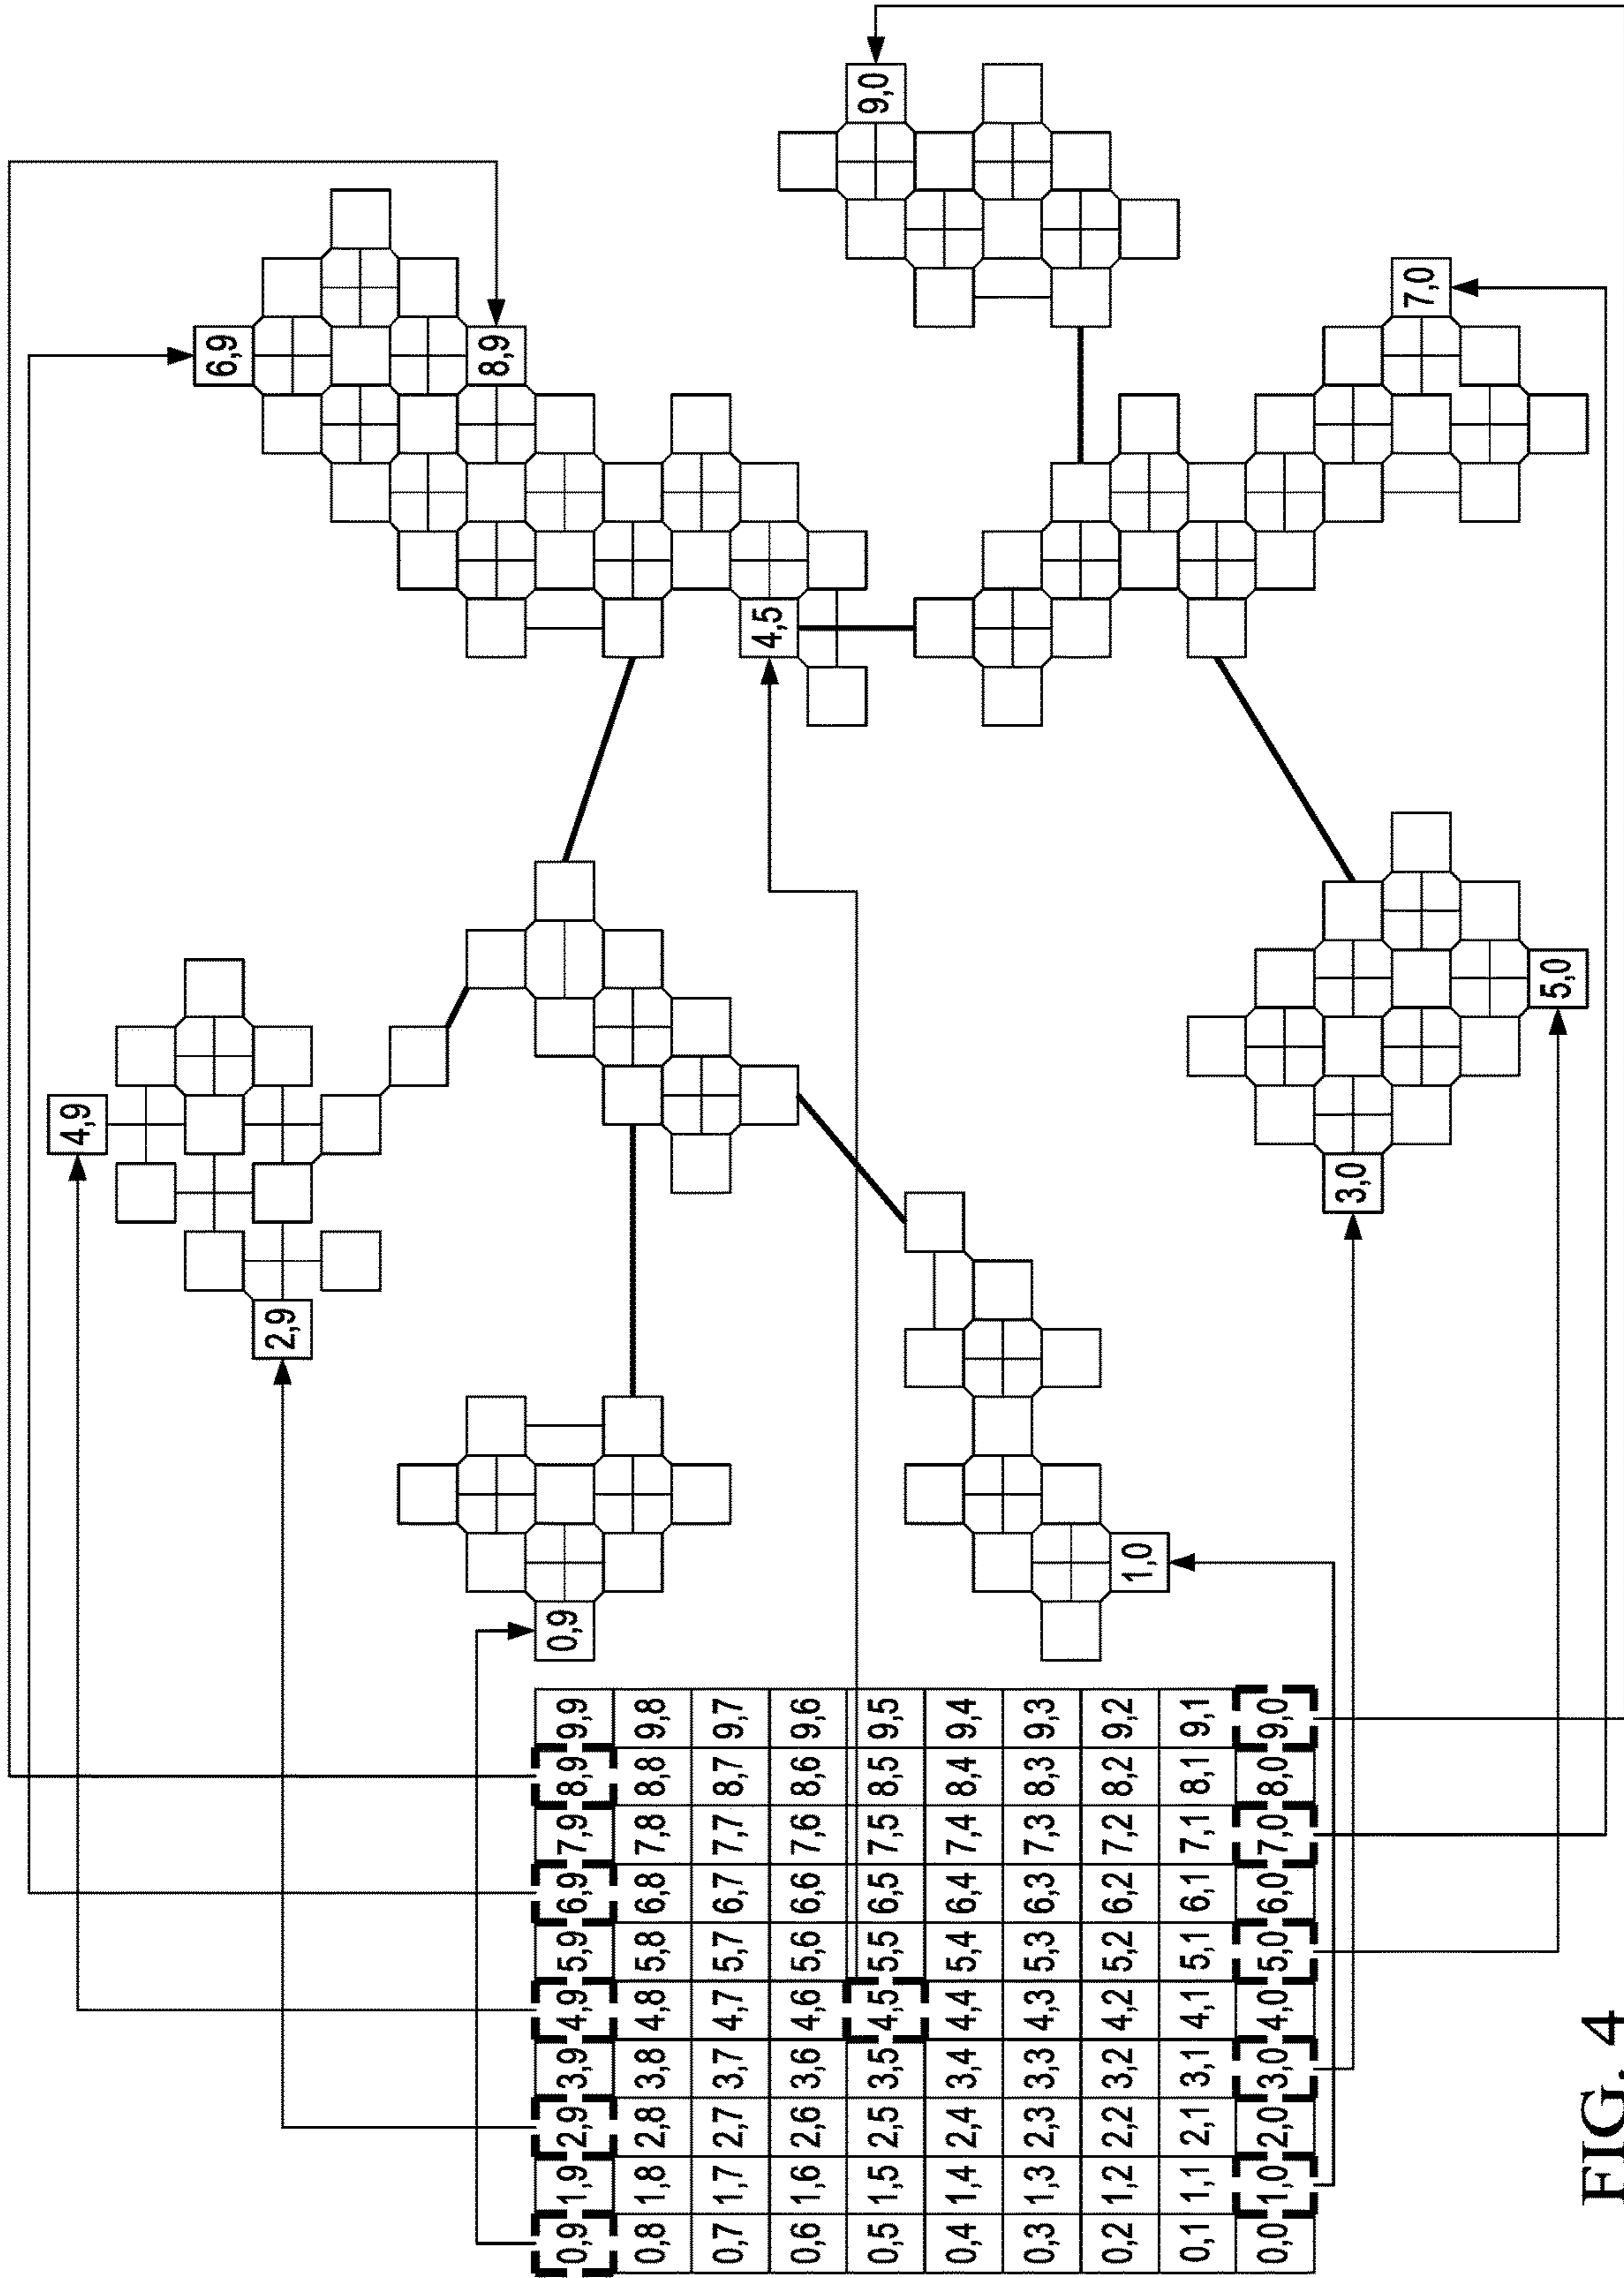 4,9
2,9
6,9
8,9
9,0
0,9
4,5
1,0
3,0
5,0
7,0
0,9 1,9 2,9 3,9 4,9 5,9 6,9 7,9 8,9 9,9
0,8 1,8 2,8 3,8 4,8 5,8 6,8 7,8 8,8 9,8
0,7 1,7 2,7 3,7 4,7 5,7 6,7 7,7 8,7 9,7
0,6 1,6 2,6 3,6 4,6 5,6 6,6 7,6 8,6 9,6
0,5 1,5 2,5 3,5 4,5 5,5 6,5 7,5 8,5 9,5
0,4 1,4 2,4 3,4 4,4 5,4 6,4 7,4 8,4 9,4
0,3 1,3 2,3 3,3 4,3 5,3 6,3 7,3 8,3 9,3
0,2 1,2 2,2 3,2 4,2 5,2 6,2 7,2 8,2 9,2
0,1 1,1 2,1 3,1 4,1 5,1 6,1 7,1 8,1 9,1
0,0 1,0 2,0 3,0 4,0 5,0 6,0 7,0 8,0 9,0
FIG. 4